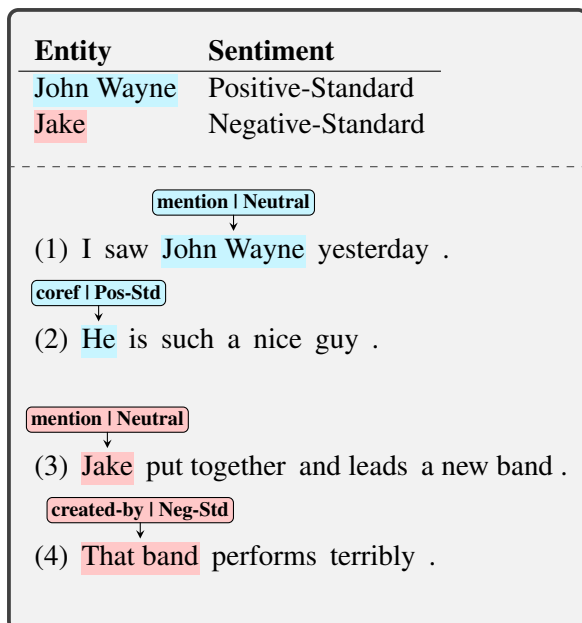 Entity Sentiment
John Wayne Positive-Standard
Jake Negative-Standard
mention | Neutral
(1) I saw John Wayne yesterday .
coref | Pos-Std
(2) He is such a nice guy .
mention | Neutral
(3) Jake put together and leads a new band .
created-by | Neg-Std
(4) That band performs terribly .